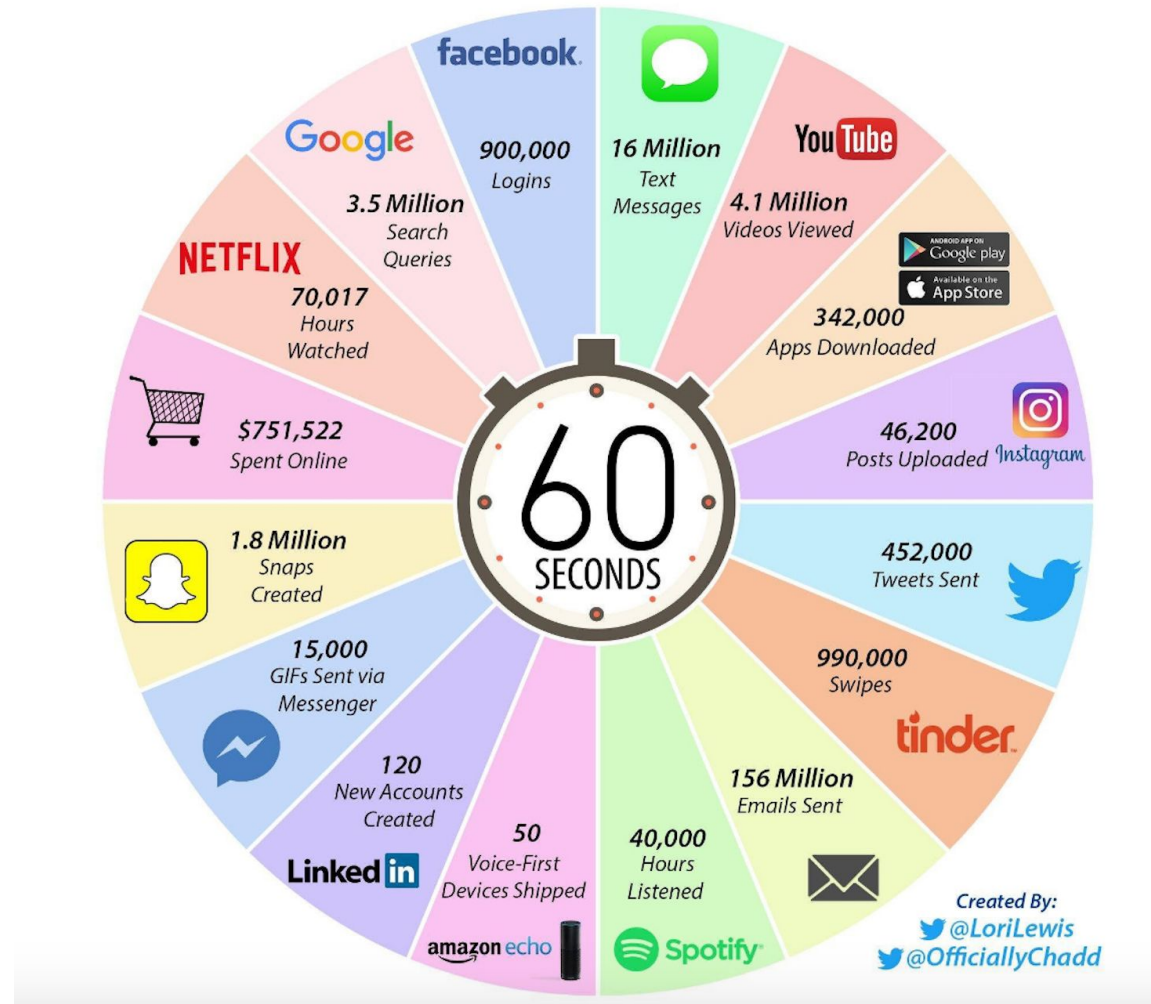 facebook
900,000
Logins
16 Million
Text
Messages
YouTube
4.1 Million
Videos Viewed
ANDROID APP ON
Google play
Available on the
App Store
342,000
Apps Downloaded
46,200
Posts Uploaded
Instagram
452,000
Tweets Sent
990,000
Swipes
tinder
156 Million
Emails Sent
40,000
Hours
Listened
Spotify
50
Voice-First
Devices Shipped
amazon echo
120
New Accounts
Created
Linked in
15,000
GIFs Sent via
Messenger
1.8 Million
Snaps
Created
$751,522
Spent Online
NETFLIX
70,017
Hours
Watched
Google
3.5 Million
Search
Queries
60
SECONDS
Created By:
@LoriLewis
@OfficiallyChadd